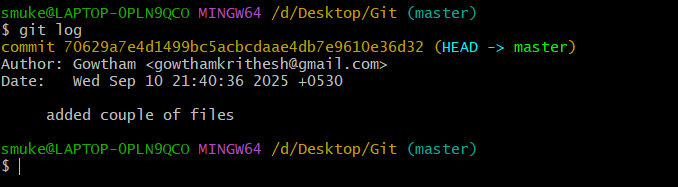 smuke@LAPTOP-0PLN9QCO MINGW64 /d/Desktop/Git (master)
$ git log
commit 70629a7e4d1499bc5acbcdaae4db7e9610e36d32 (HEAD -> master)
Author: Gowtham <gowthamkrithesh@gmail.com>
Date:   Wed Sep 10 21:40:36 2025 +0530
    added couple of files
smuke@LAPTOP-0PLN9QCO MINGW64 /d/Desktop/Git (master)
$